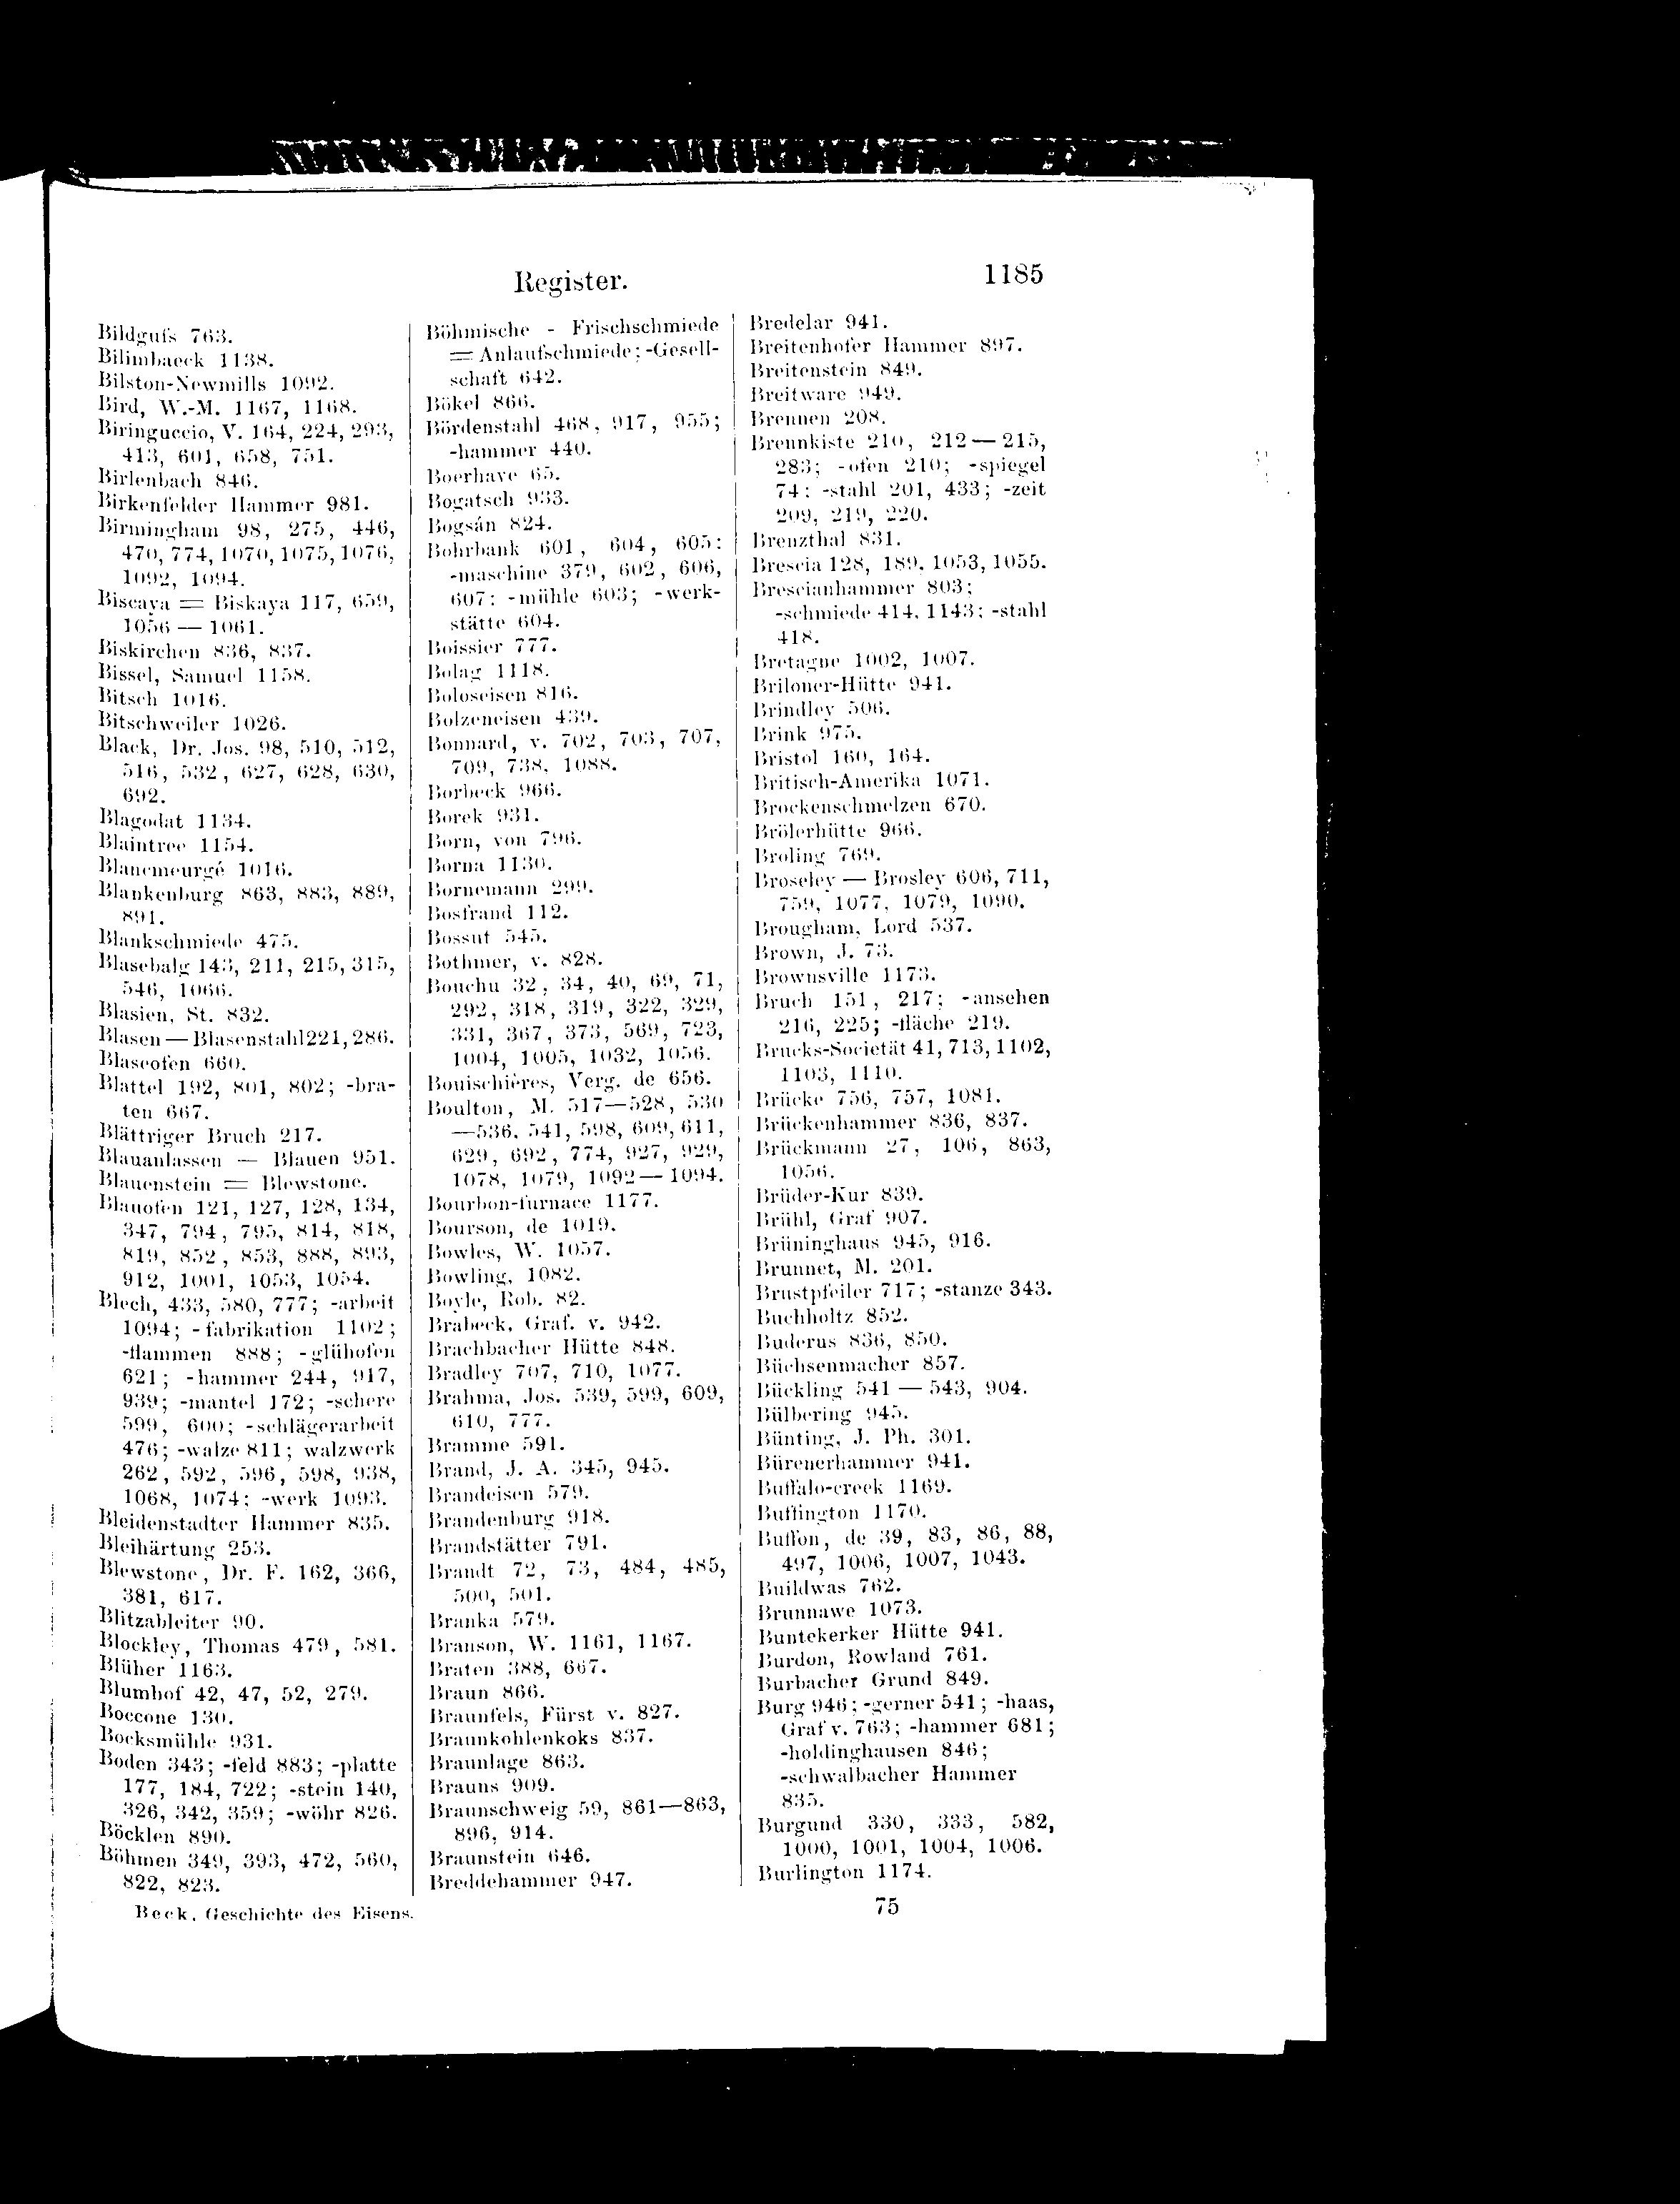 Register.
1185
Bildgufs 763.
Bilimbaeck 1138.
Bilston-Newmills 1092.
Bird, W.-M. 1167, 1168.
Biringuccio, V. 164, 224, 293,
413, 601, 658, 751.
Birlenbach 846.
Birkenfelder Hammer 981.
Birmingham 98, 275, 446,
470, 774, 1070, 1075, 1076,
1092, 1094.
Biscaya = Biskaya 117, 659,
1056 — 1061.
Biskirchen 836, 837.
Bissel, Samuel 1158.
Bitsch 1016.
Bitschweiler 1026.
Black, Dr. Jos. 98, 510, 512,
516, 532, 627, 628, 630,
692.
Blagodat 1134.
Blaintree 1154.
Blancmeurgé 1016.
Blankenburg 863, 883, 889,
891.
Blankschmiede 475.
Blasebalg 143, 211, 215, 315,
546, 1066.
Blasien, St. 832.
Blasen — Blasenstahl 221, 286.
Blaseofen 660.
Blattel 192, 801, 802; -bra-
ten 667.
Blättriger Bruch 217.
Blauanlassen — Blauen 951.
Blauenstein = Blewstone.
Blauofen 121, 127, 128, 134,
347, 794, 795, 814, 818,
819, 852, 853, 888, 893,
912, 1001, 1053, 1054.
Blech, 433, 580, 777; -arbeit
1094; -fabrikation 1102;
-flammen 888; -glühofen
621; -hammer 244, 917,
939; -mantel 172; -schere
599, 600; -schlägerarbeit
476; -walze 811; walzwerk
262, 592, 596, 598, 938,
1068, 1074; -werk 1093.
Bleidenstadter Hammer 835.
Bleihärtung 253.
Blewstone, Dr. F. 162, 366,
381, 617.
Blitzableiter 90.
Blockley, Thomas 479, 581.
Blüher 1163.
Blumhof 42, 47, 52, 279.
Boccone 130.
Bocksmühle 931.
Boden 343; -feld 883; -platte
177, 184, 722; -stein 140,
326, 342, 359; -wöhr 826.
Böcklen 890.
Böhmen 349, 393, 472, 560,
822, 823.
Böhmische - Frischschmiede
= Anlaufschmiede; -Gesell-
schaft 642.
Bökel 866.
Bördenstahl 468, 917, 955;
-hammer 440.
Boerhave 65.
Bogatsch 933.
Bogsán 824.
Bohrbank 601, 604, 605:
-maschine 379, 602, 606,
607: -mühle 603; -werk-
stätte 604.
Boissier 777.
Bolag 1118.
Boloseisen 816.
Bolzeneisen 439.
Bonnard, v. 702, 703, 707,
709, 738, 1088.
Borbeck 966.
Borek 931.
Born, von 796.
Borna 1130.
Bornemann 299.
Bosfrand 112.
Bossut 545.
Bothmer, v. 828.
Bouchu 32, 34, 40, 69, 71,
292, 318, 319, 322, 329,
331, 367, 373, 569, 723,
1004, 1005, 1032, 1056.
Bouischières, Verg. de 656.
Boulton, M. 517—528, 530
—536, 541, 598, 609, 611,
629, 692, 774, 927, 929,
1078, 1079, 1092 — 1094.
Bourbon-furnace 1177.
Bourson, de 1019.
Bowles, W. 1057.
Bowling, 1082.
Boyle, Rob. 82.
Brabeck, Graf. v. 942.
Brachbacher Hütte 848.
Bradley 707, 710, 1077.
Brahma, Jos. 539, 599, 609,
610, 777.
Bramme 591.
Brand, J. A. 345, 945.
Brandeisen 579.
Brandenburg 918.
Brandstätter 791.
Brandt 72, 73, 484, 485,
500, 501.
Branka 579.
Branson, W. 1161, 1167.
Braten 388, 667.
Braun 866.
Braunfels, Fürst v. 827.
Braunkohlenkoks 837.
Braunlage 863.
Brauns 909.
Braunschweig 59, 861—863,
896, 914.
Braunstein 646.
Breddehammer 947.
Bredelar 941.
Breitenhofer Hammer 897.
Breitenstein 849.
Breitware 949.
Brennen 208.
Brennkiste 210, 212 — 215,
283; -ofen 210; -spiegel
74: -stahl 201, 433; -zeit
209, 219, 220.
Brenzthal 831.
Brescia 128, 189, 1053, 1055.
Brescianhammer 803;
-schmiede 414, 1143; -stahl
418.
Bretagne 1002, 1007.
Briloner-Hütte 941.
Brindley 506.
Brink 975.
Bristol 160, 164.
Britisch-Amerika 1071.
Brockenschmelzen 670.
Brölerhütte 966.
Broling 769.
Broseley — Brosley 606, 711,
759, 1077, 1079, 1090.
Brougham, Lord 537.
Brown, J. 73.
Brownsville 1173.
Bruch 151, 217; -ansehen
216, 225; -fläche 219.
Brucks-Societät 41, 713, 1102,
1103, 1110.
Brücke 756, 757, 1081.
Brückenhammer 836, 837.
Brückmann 27, 106, 863,
1056.
Brüder-Kur 839.
Brühl, Graf 907.
Brüninghaus 945, 916.
Brunnet, M. 201.
Brustpfeiler 717; -stanze 343.
Buchholtz 852.
Buderus 836, 850.
Büchsenmacher 857.
Bückling 541 — 543, 904.
Bülbering 945.
Bünting, J. Ph. 301.
Bürenerhammer 941.
Buffalo-creek 1169.
Buffington 1170.
Buffon, de 39, 83, 86, 88,
497, 1006, 1007, 1043.
Buildwas 762.
Brunnawe 1073.
Buntekerker Hütte 941.
Burdon, Rowland 761.
Burbacher Grund 849.
Burg 946; -gerner 541; -haas,
Graf v. 763; -hammer 681;
-holdinghausen 846;
-schwalbacher Hammer
835.
Burgund 330, 333, 582,
1000, 1001, 1004, 1006.
Burlington 1174.
Beck, Geschichte des Eisens.
75